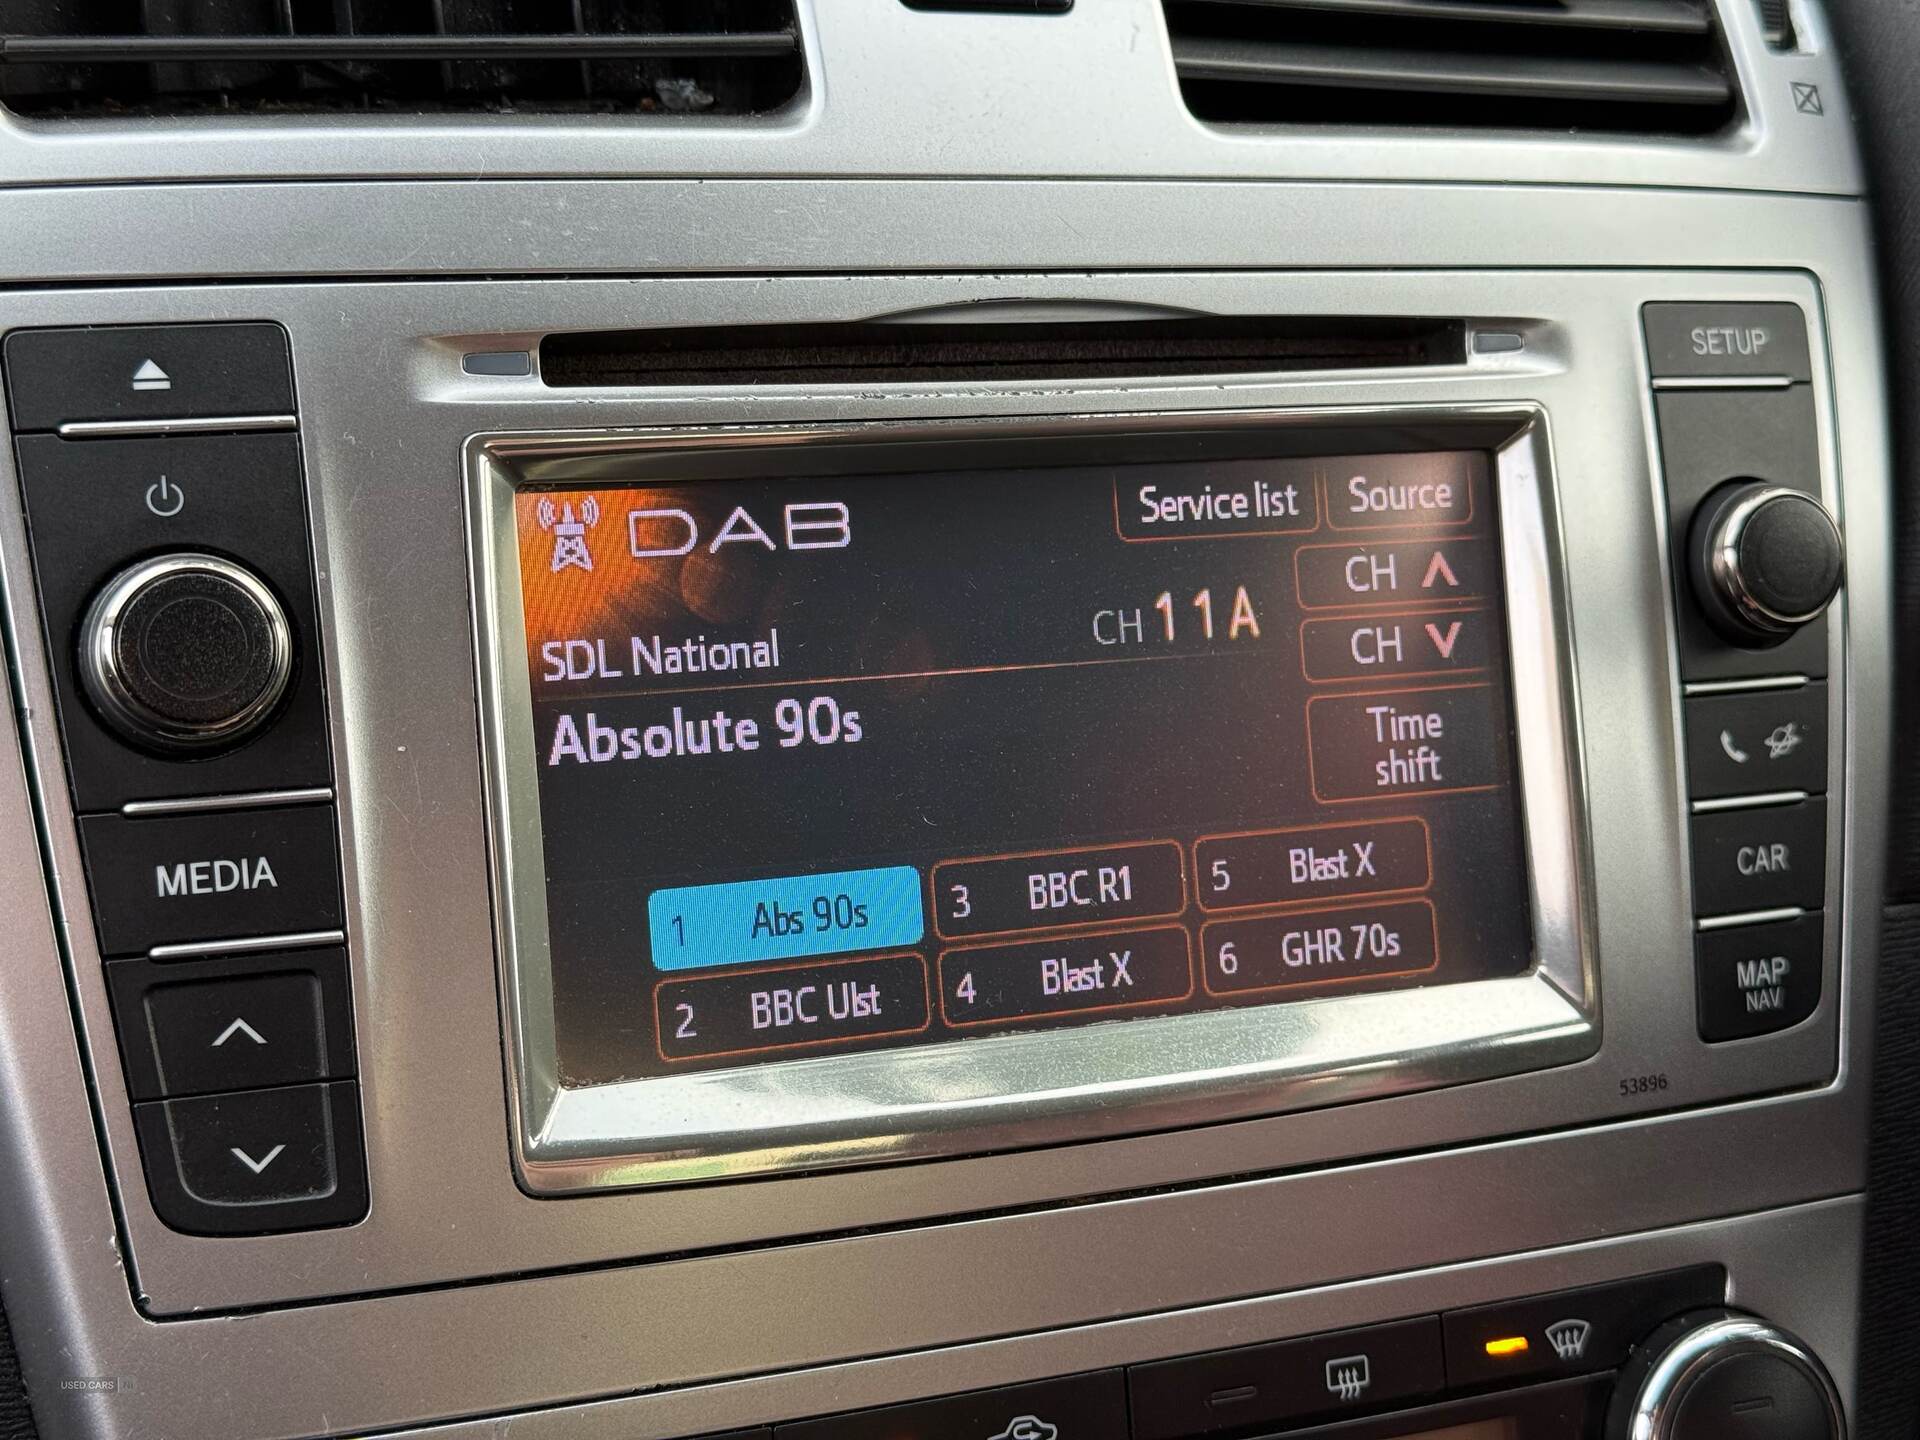 SETUP
DAB
Service list
Source
CH
SDL National
CH 11A
CH
Absolute 90s
Time
shift
MEDIA
CAR
1 Abs 90s
3 BBC R1
5 Blast X
2 BBC Ulst
4 Blast X
6 GHR 70s
MAP
NAV
53896
USED CARS NI